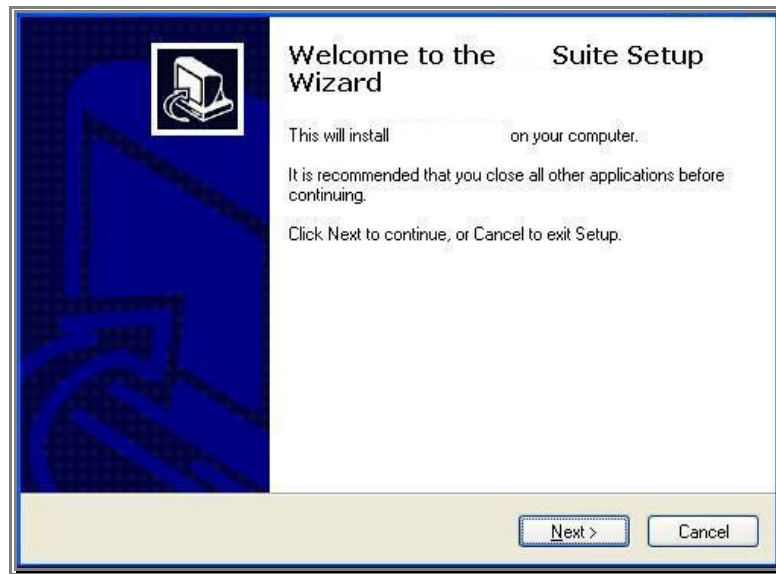 Welcome to the Suite Setup
Wizard
This will install on your computer.
It is recommended that you close all other applications before
continuing.
Click Next to continue, or Cancel to exit Setup.
Next >
Cancel